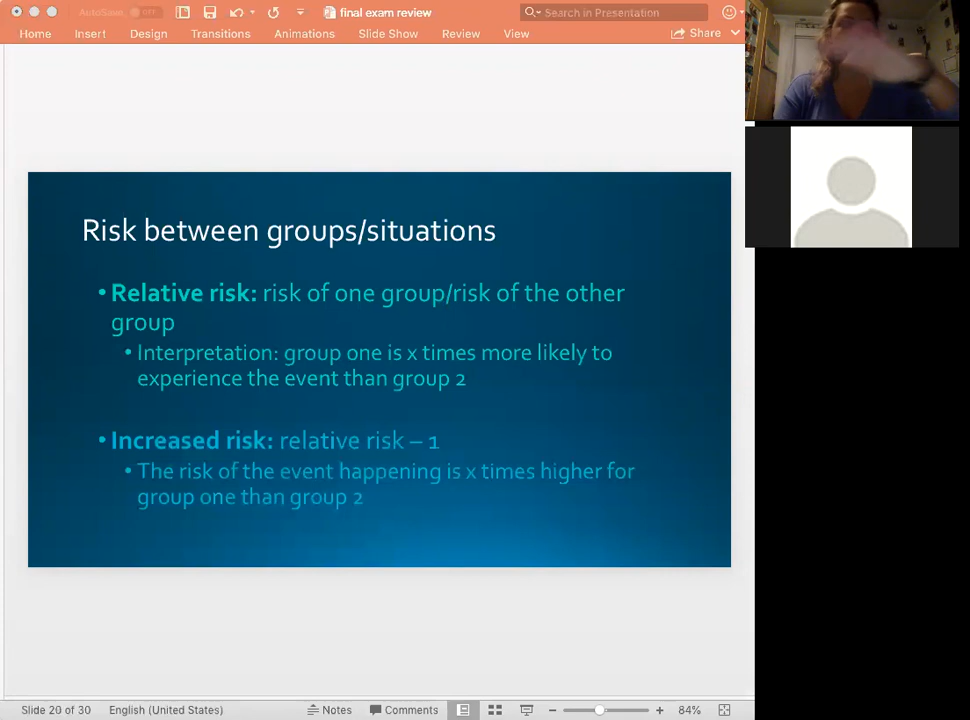 AutoSave OFF
final exam review
Search in Presentation
Home Insert Design Transitions Animations Slide Show Review View Share
Risk between groups/situations
• Relative risk: risk of one group/risk of the other
group
• Interpretation: group one is x times more likely to
experience the event than group 2
• Increased risk: relative risk – 1
• The risk of the event happening is x times higher for
group one than group 2
Slide 20 of 30 English (United States) Notes Comments 84%